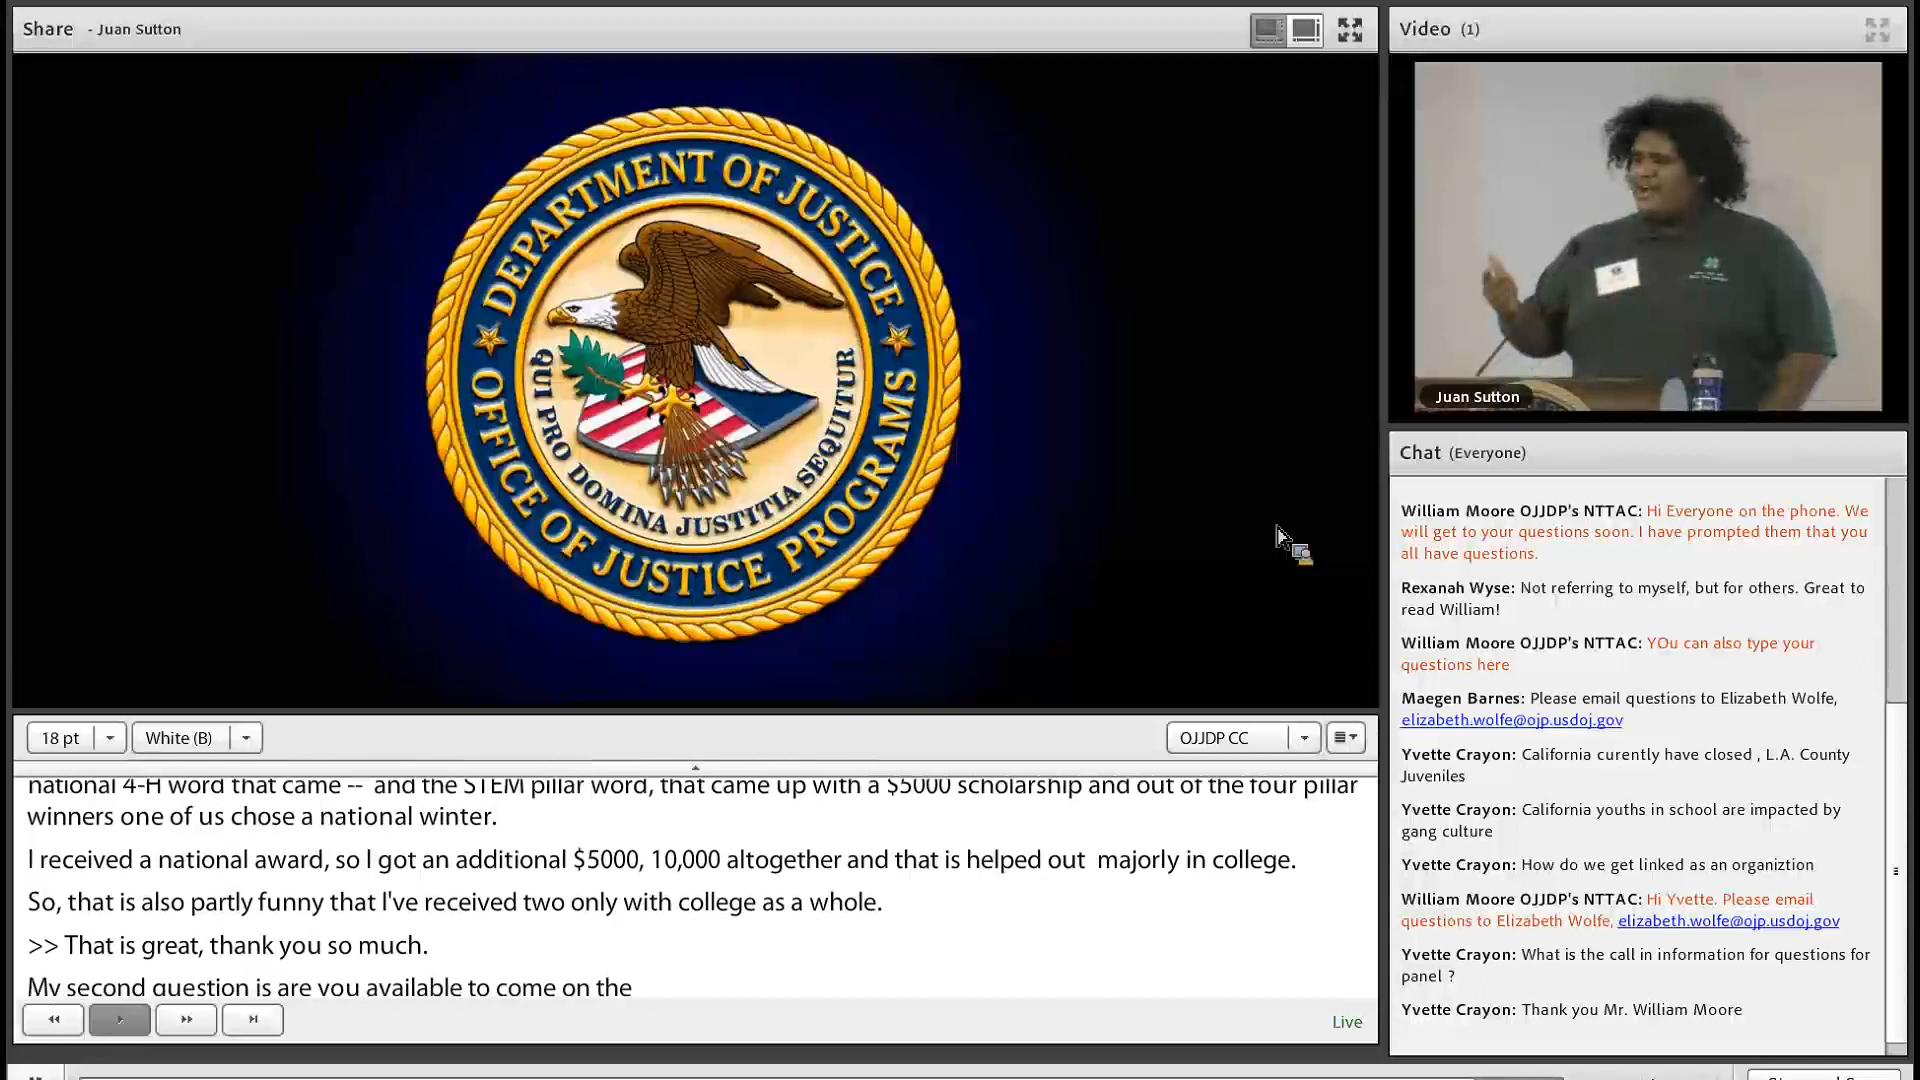 Share - Juan Sutton
DEPARTMENT OF JUSTICE
OFFICE OF JUSTICE PROGRAMS
QUI PRO DOMINA JUSTITIA SEQUITUR
18 pt
White (B)
OJJDP CC
national 4-H word that came -- and the STEM pillar word, that came up with a $5000 scholarship and out of the four pillar
winners one of us chose a national winter.
I received a national award, so I got an additional $5000, 10,000 altogether and that is helped out majorly in college.
So, that is also partly funny that I've received two only with college as a whole.
>> That is great, thank you so much.
My second question is are you available to come on the
Live
Video (1)
Juan Sutton
Chat (Everyone)
William Moore OJJDP's NTTAC: Hi Everyone on the phone. We
will get to your questions soon. I have prompted them that you
all have questions.
Rexanah Wyse: Not referring to myself, but for others. Great to
read William!
William Moore OJJDP's NTTAC: YOu can also type your
questions here
Maegen Barnes: Please email questions to Elizabeth Wolfe,
elizabeth.wolfe@ojp.usdoj.gov
Yvette Crayon: California curently have closed , L.A. County
Juveniles
Yvette Crayon: California youths in school are impacted by
gang culture
Yvette Crayon: How do we get linked as an organiztion
William Moore OJJDP's NTTAC: Hi Yvette. Please email
questions to Elizabeth Wolfe, elizabeth.wolfe@ojp.usdoj.gov
Yvette Crayon: What is the call in information for questions for
panel ?
Yvette Crayon: Thank you Mr. William Moore